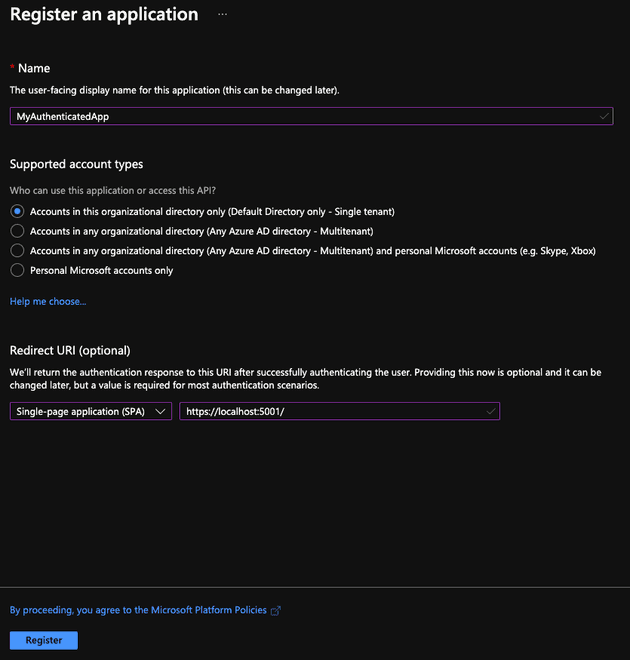 Register an application ...
* Name
The user-facing display name for this application (this can be changed later).
MyAuthenticatedApp
Supported account types
Who can use this application or access this API?
Accounts in this organizational directory only (Default Directory only - Single tenant)
Accounts in any organizational directory (Any Azure AD directory - Multitenant)
Accounts in any organizational directory (Any Azure AD directory - Multitenant) and personal Microsoft accounts (e.g. Skype, Xbox)
Personal Microsoft accounts only
Help me choose...
Redirect URI (optional)
We'll return the authentication response to this URI after successfully authenticating the user. Providing this now is optional and it can be
changed later, but a value is required for most authentication scenarios.
Single-page application (SPA) https://localhost:5001/
By proceeding, you agree to the Microsoft Platform Policies
Register